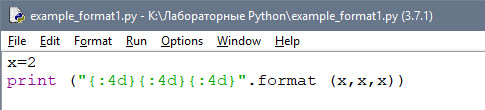 example_format1.py - K:\Лабораторные Python\example_format1.py (3.7.1)
File Edit Format Run Options Window Help
x=2
print ("{:4d}{:4d}{:4d}".format (x,x,x))